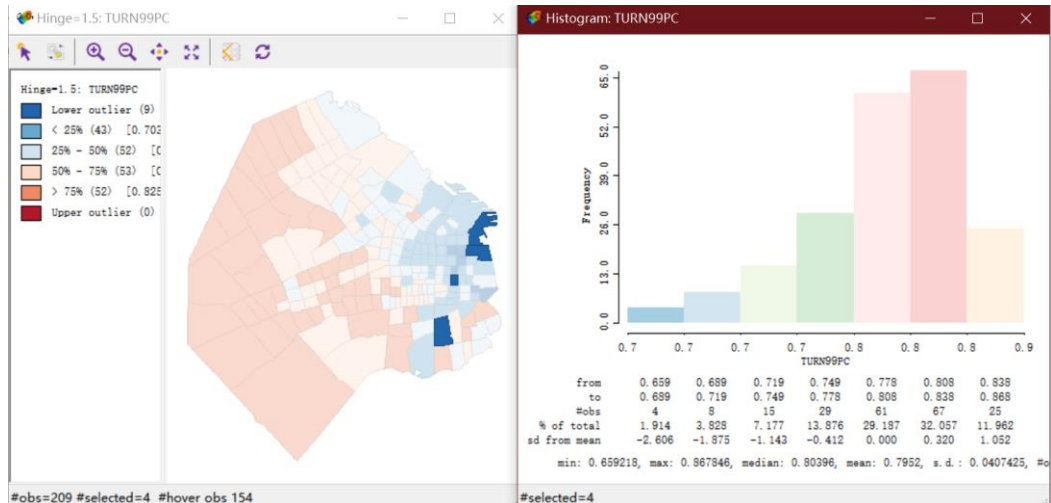 Hinge=1.5: TURN99PC
Hinge=1.5: TURN99PC
Lower outlier (9)
< 25% (43) [0.703
25% - 50% (52) [0
50% - 75% (53) [0
> 75% (52) [0.825
Upper outlier (0)
#obs=209 #selected=4 #hover obs 154
Histogram: TURN99PC
65.0
52.0
39.0
26.0
13.0
0.0
Frequency
0.7 0.7 0.7 0.7 0.8 0.8 0.8 0.9
TURN99PC
from 0.659 0.689 0.719 0.749 0.778 0.808 0.838
to 0.689 0.719 0.749 0.778 0.808 0.838 0.868
#obs 4 8 15 29 61 67 25
% of total 1.914 3.828 7.177 13.876 29.187 32.057 11.962
sd from mean -2.606 -1.875 -1.143 -0.412 0.000 0.320 1.052
min: 0.659218, max: 0.867846, median: 0.80396, mean: 0.7952, s.d.: 0.0407425, #o
#selected=4